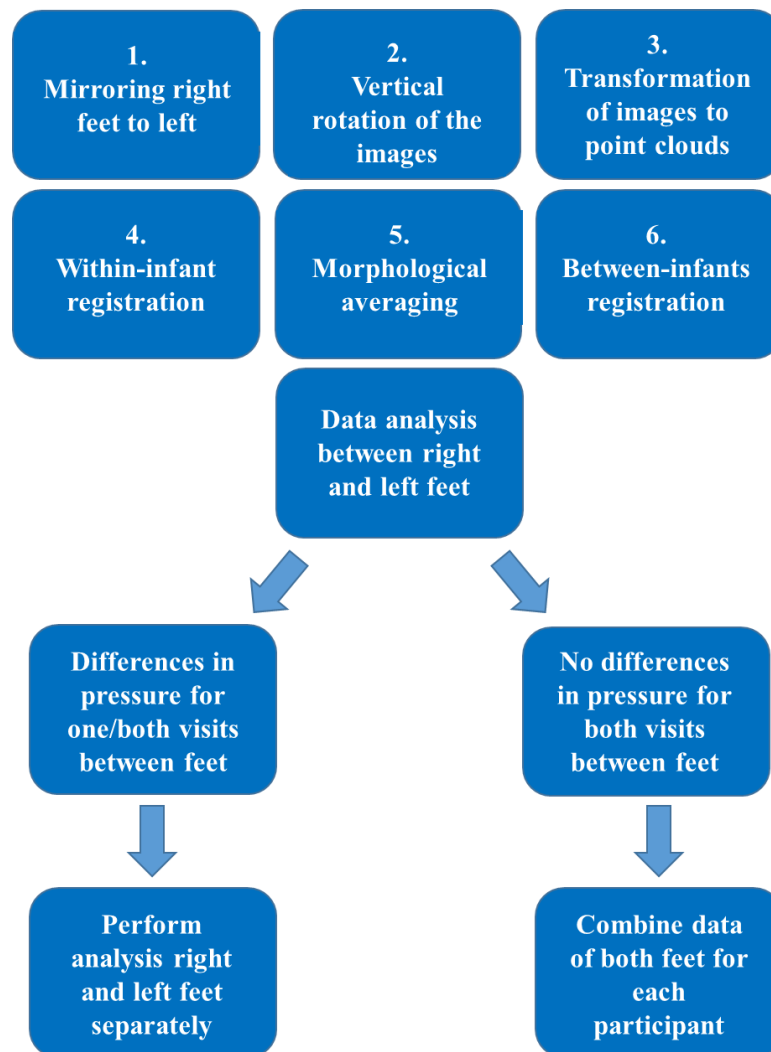 1.
Mirroring right
feet to left
2.
Vertical
rotation of the
images
3.
Transformation
of images to
point clouds
4.
Within-infant
registration
5.
Morphological
averaging
6.
Between-infants
registration
Data analysis
between right
and left feet
Differences in
pressure for
one/both visits
between feet
No differences
in pressure for
both visits
between feet
Perform
analysis right
and left feet
separately
Combine data
of both feet for
each
participant